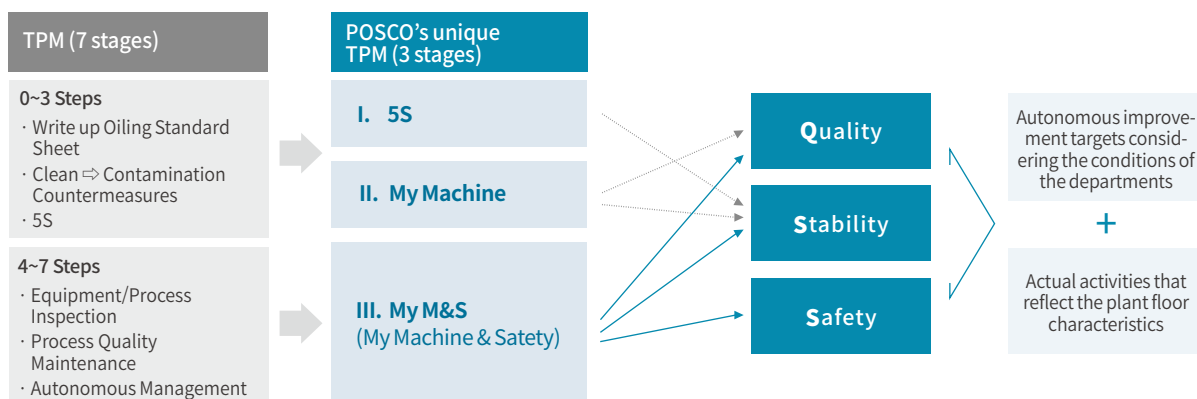 TPM (7 stages)
0~3 Steps
· Write up Oiling Standard
Sheet
· Clean ⇨ Contamination
Countermeasures
· 5S
4~7 Steps
· Equipment/Process
Inspection
· Process Quality
Maintenance
· Autonomous Management
POSCO's unique
TPM (3 stages)
I. 5S
II. My Machine
III. My M&S
(My Machine & Satety)
Quality
Stability
Safety
Autonomous improve-
ment targets consid-
ering the conditions of
the departments
+
Actual activities that
reflect the plant floor
characteristics